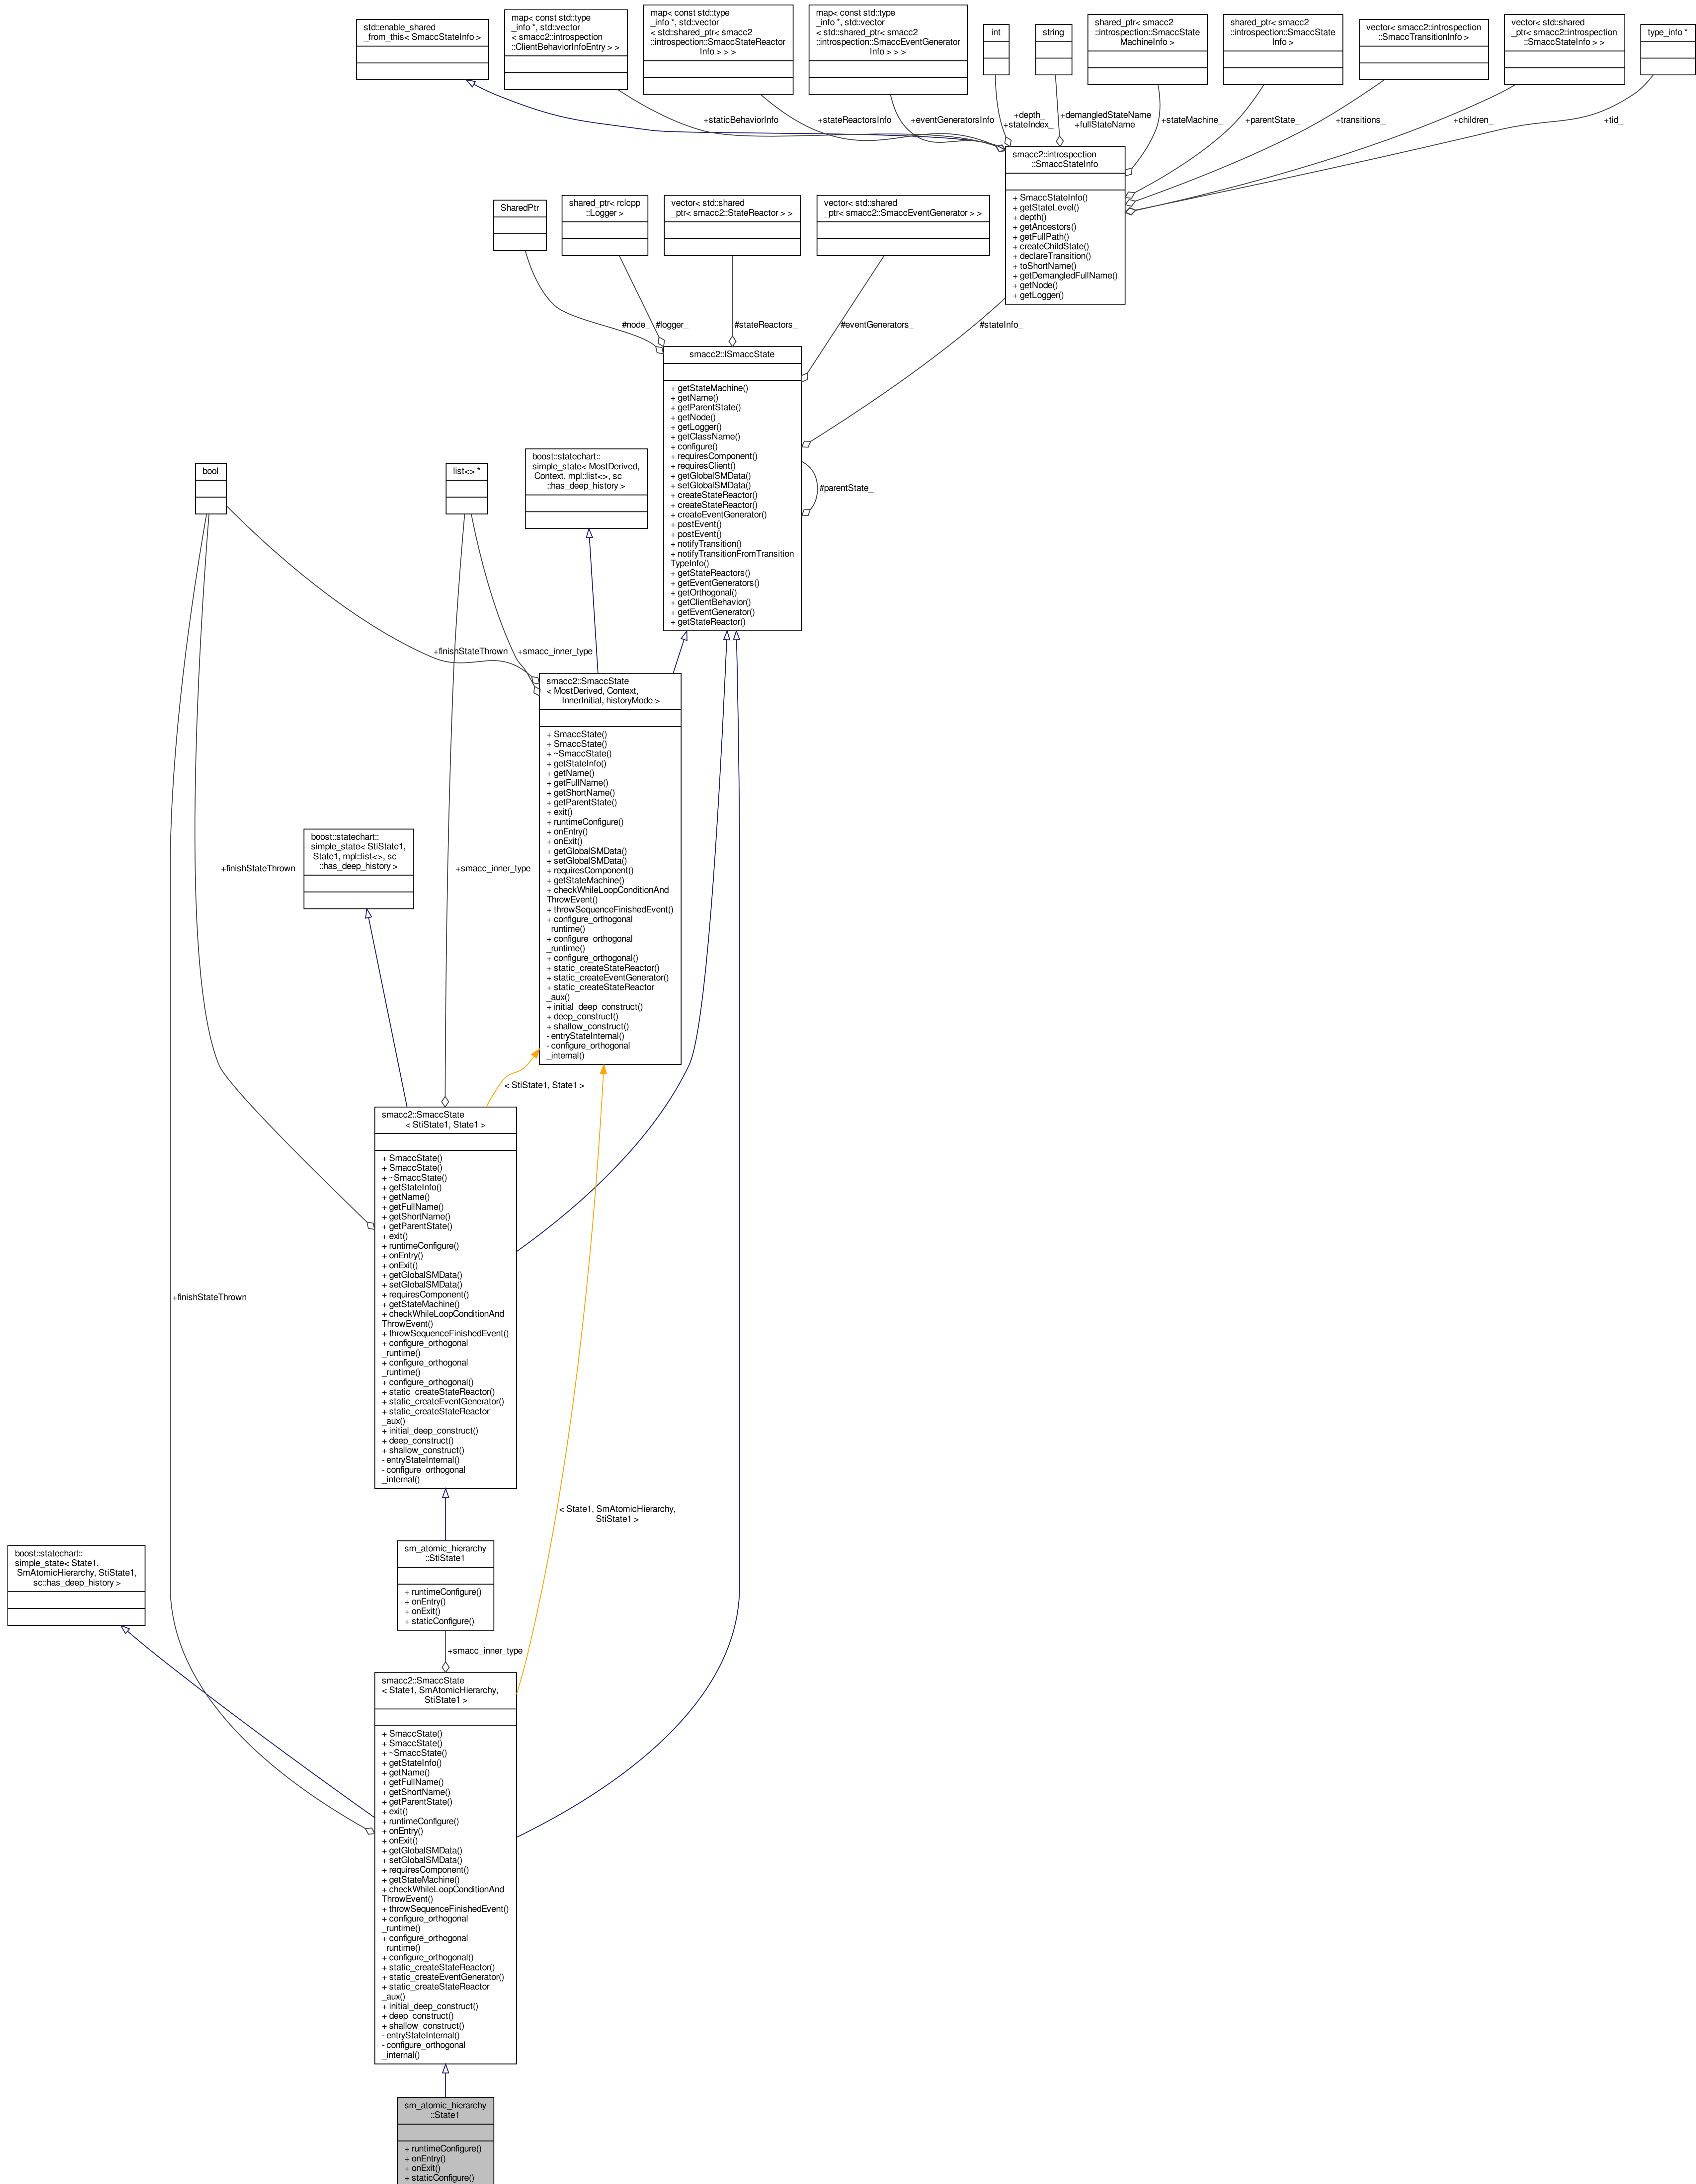 std::enable_shared
_from_this< SmaccStateInfo >
map< const std::type
_info *, std::vector
< smacc2::introspection
::ClientBehaviorInfoEntry > >
map< const std::type
_info *, std::vector
< std::shared_ptr< smacc2
::introspection::SmaccStateReactor
Info > > >
map< const std::type
_info *, std::vector
< std::shared_ptr< smacc2
::introspection::SmaccEventGenerator
Info > > >
int
string
shared_ptr< smacc2
::introspection::SmaccState
MachineInfo >
shared_ptr< smacc2
::introspection::SmaccState
Info >
vector< smacc2::introspection
::SmaccTransitionInfo >
vector< std::shared
_ptr< smacc2::introspection
::SmaccStateInfo > >
type_info *
+staticBehaviorInfo
+stateReactorsInfo
+eventGeneratorsInfo
+depth_
+stateIndex_
+demangledStateName
+fullStateName
+stateMachine_
+parentState_
+transitions_
+children_
+tid_
smacc2::introspection
::SmaccStateInfo
+ SmaccStateInfo()
+ getStateLevel()
+ depth()
+ getAncestors()
+ getFullPath()
+ createChildState()
+ declareTransition()
+ toShortName()
+ getDemangledFullName()
+ getNode()
+ getLogger()
SharedPtr
shared_ptr< rclcpp
::Logger >
vector< std::shared
_ptr< smacc2::StateReactor > >
vector< std::shared
_ptr< smacc2::SmaccEventGenerator > >
#node_
#logger_
#stateReactors_
#eventGenerators_
#stateInfo_
smacc2::ISmaccState
+ getStateMachine()
+ getName()
+ getParentState()
+ getNode()
+ getLogger()
+ getClassName()
+ configure()
+ requiresComponent()
+ requiresClient()
+ getGlobalSMData()
+ setGlobalSMData()
+ createStateReactor()
+ createStateReactor()
+ createEventGenerator()
+ postEvent()
+ postEvent()
+ notifyTransition()
+ notifyTransitionFromTransition
TypeInfo()
+ getStateReactors()
+ getEventGenerators()
+ getOrthogonal()
+ getClientBehavior()
+ getEventGenerator()
+ getStateReactor()
#parentState_
bool
list<> *
boost::statechart::
simple_state< MostDerived,
Context, mpl::list<>, sc
::has_deep_history >
+finishStateThrown
+smacc_inner_type
smacc2::SmaccState
< MostDerived, Context,
InnerInitial, historyMode >
+ SmaccState()
+ SmaccState()
+ ~SmaccState()
+ getStateInfo()
+ getName()
+ getFullName()
+ getShortName()
+ getParentState()
+ exit()
+ runtimeConfigure()
+ onEntry()
+ onExit()
+ getGlobalSMData()
+ setGlobalSMData()
+ requiresComponent()
+ getStateMachine()
+ checkWhileLoopConditionAnd
ThrowEvent()
+ throwSequenceFinishedEvent()
+ configure_orthogonal
_runtime()
+ configure_orthogonal
_runtime()
+ configure_orthogonal()
+ static_createStateReactor()
+ static_createEventGenerator()
+ static_createStateReactor
_aux()
+ initial_deep_construct()
+ deep_construct()
+ shallow_construct()
- entryStateInternal()
- configure_orthogonal
_internal()
boost::statechart::
simple_state< StiState1,
State1, mpl::list<>, sc
::has_deep_history >
+finishStateThrown
+smacc_inner_type
< StiState1, State1 >
smacc2::SmaccState
< StiState1, State1 >
+ SmaccState()
+ SmaccState()
+ ~SmaccState()
+ getStateInfo()
+ getName()
+ getFullName()
+ getShortName()
+ getParentState()
+ exit()
+ runtimeConfigure()
+ onEntry()
+ onExit()
+ getGlobalSMData()
+ setGlobalSMData()
+ requiresComponent()
+ getStateMachine()
+ checkWhileLoopConditionAnd
ThrowEvent()
+ throwSequenceFinishedEvent()
+ configure_orthogonal
_runtime()
+ configure_orthogonal
_runtime()
+ configure_orthogonal()
+ static_createStateReactor()
+ static_createEventGenerator()
+ static_createStateReactor
_aux()
+ initial_deep_construct()
+ deep_construct()
+ shallow_construct()
- entryStateInternal()
- configure_orthogonal
_internal()
+finishStateThrown
< State1, SmAtomicHierarchy,
StiState1 >
boost::statechart::
simple_state< State1,
SmAtomicHierarchy, StiState1,
sc::has_deep_history >
sm_atomic_hierarchy
::StiState1
+ runtimeConfigure()
+ onEntry()
+ onExit()
+ staticConfigure()
+smacc_inner_type
smacc2::SmaccState
< State1, SmAtomicHierarchy,
StiState1 >
+ SmaccState()
+ SmaccState()
+ ~SmaccState()
+ getStateInfo()
+ getName()
+ getFullName()
+ getShortName()
+ getParentState()
+ exit()
+ runtimeConfigure()
+ onEntry()
+ onExit()
+ getGlobalSMData()
+ setGlobalSMData()
+ requiresComponent()
+ getStateMachine()
+ checkWhileLoopConditionAnd
ThrowEvent()
+ throwSequenceFinishedEvent()
+ configure_orthogonal
_runtime()
+ configure_orthogonal
_runtime()
+ configure_orthogonal()
+ static_createStateReactor()
+ static_createEventGenerator()
+ static_createStateReactor
_aux()
+ initial_deep_construct()
+ deep_construct()
+ shallow_construct()
- entryStateInternal()
- configure_orthogonal
_internal()
sm_atomic_hierarchy
::State1
+ runtimeConfigure()
+ onEntry()
+ onExit()
+ staticConfigure()